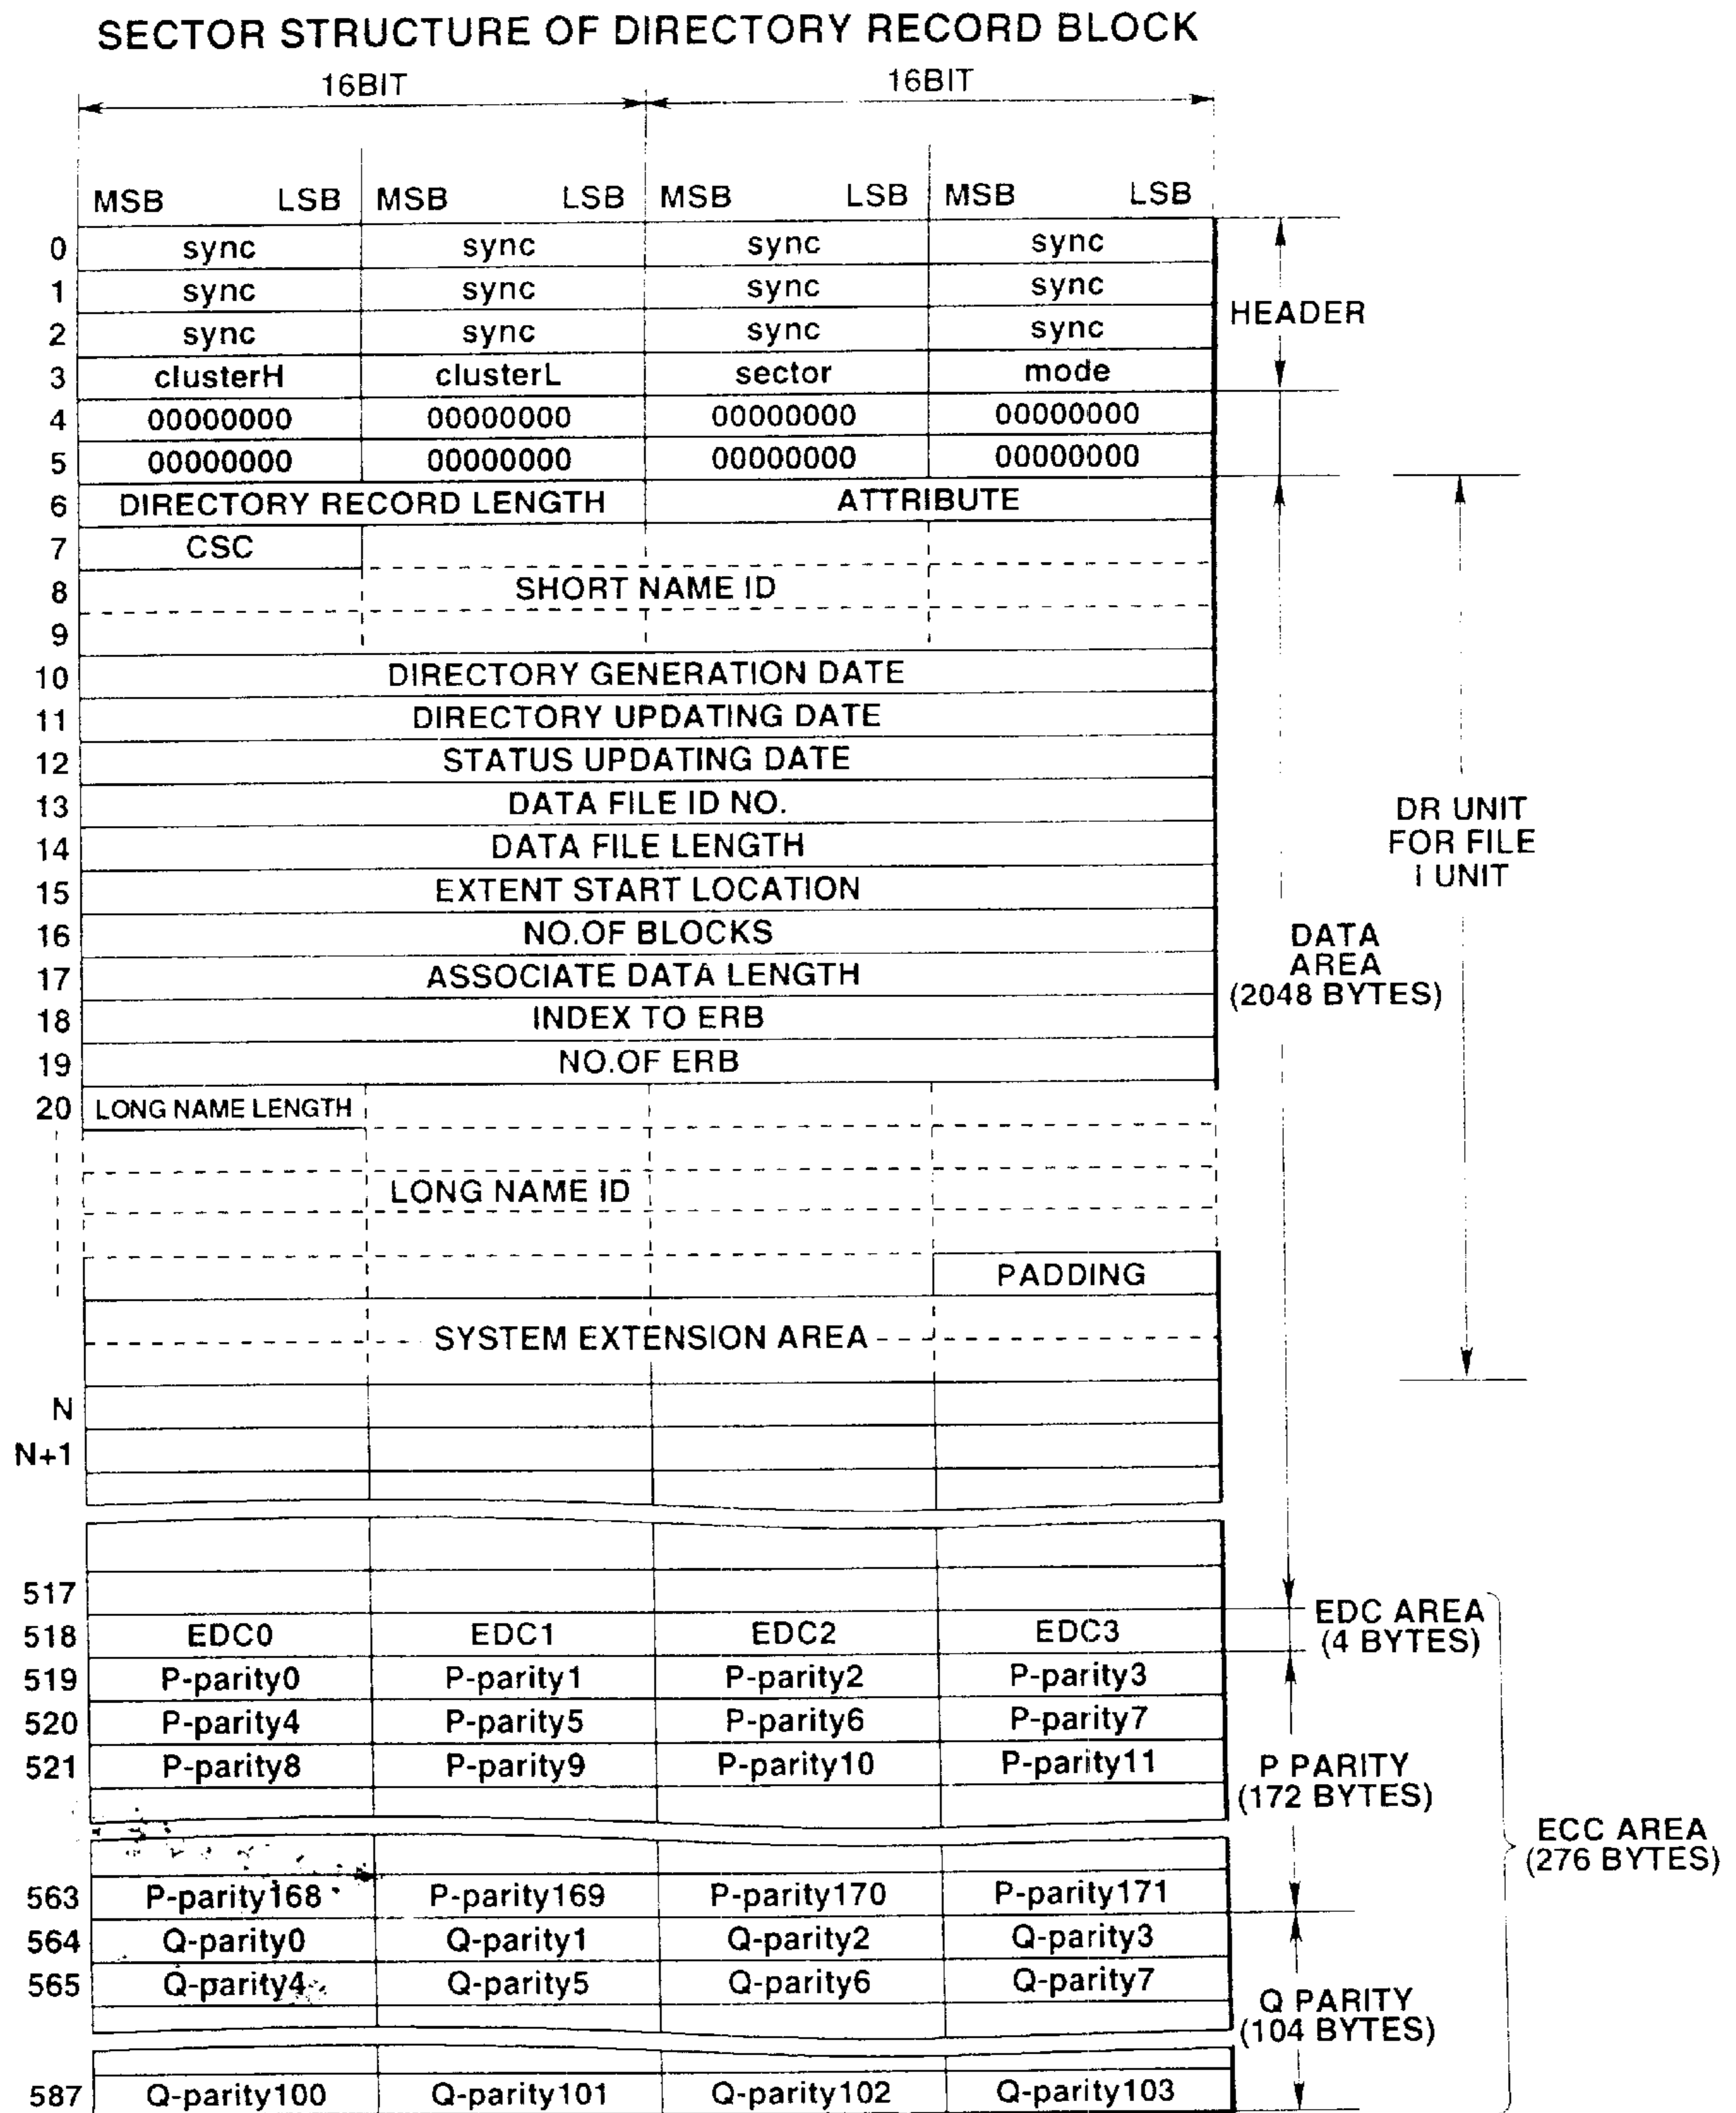 SECTOR STRUCTURE OF DIRECTORY RECORD BLOCK
16BIT 16BIT
MSB LSB MSB LSB MSB LSB MSB LSB
0 sync sync sync sync
1 sync sync sync sync
2 sync sync sync sync
HEADER
3 clusterH clusterL sector mode
4 00000000 00000000 00000000 00000000
5 00000000 00000000 00000000 00000000
6 DIRECTORY RECORD LENGTH ATTRIBUTE
7 CSC
8 SHORT NAME ID
9
10 DIRECTORY GENERATION DATE
11 DIRECTORY UPDATING DATE
12 STATUS UPDATING DATE
13 DATA FILE ID NO.
14 DATA FILE LENGTH
15 EXTENT START LOCATION
DR UNIT
FOR FILE
I UNIT
16 NO.OF BLOCKS
17 ASSOCIATE DATA LENGTH
18 INDEX TO ERB
DATA
AREA
(2048 BYTES)
19 NO.OF ERB
20 LONG NAME LENGTH
LONG NAME ID
PADDING
SYSTEM EXTENSION AREA
N
N+1
517
518 EDC0 EDC1 EDC2 EDC3
EDC AREA
(4 BYTES)
519 P-parity0 P-parity1 P-parity2 P-parity3
520 P-parity4 P-parity5 P-parity6 P-parity7
521 P-parity8 P-parity9 P-parity10 P-parity11
P PARITY
(172 BYTES)
ECC AREA
(276 BYTES)
563 P-parity168 P-parity169 P-parity170 P-parity171
564 Q-parity0 Q-parity1 Q-parity2 Q-parity3
565 Q-parity4 Q-parity5 Q-parity6 Q-parity7
Q PARITY
(104 BYTES)
587 Q-parity100 Q-parity101 Q-parity102 Q-parity103